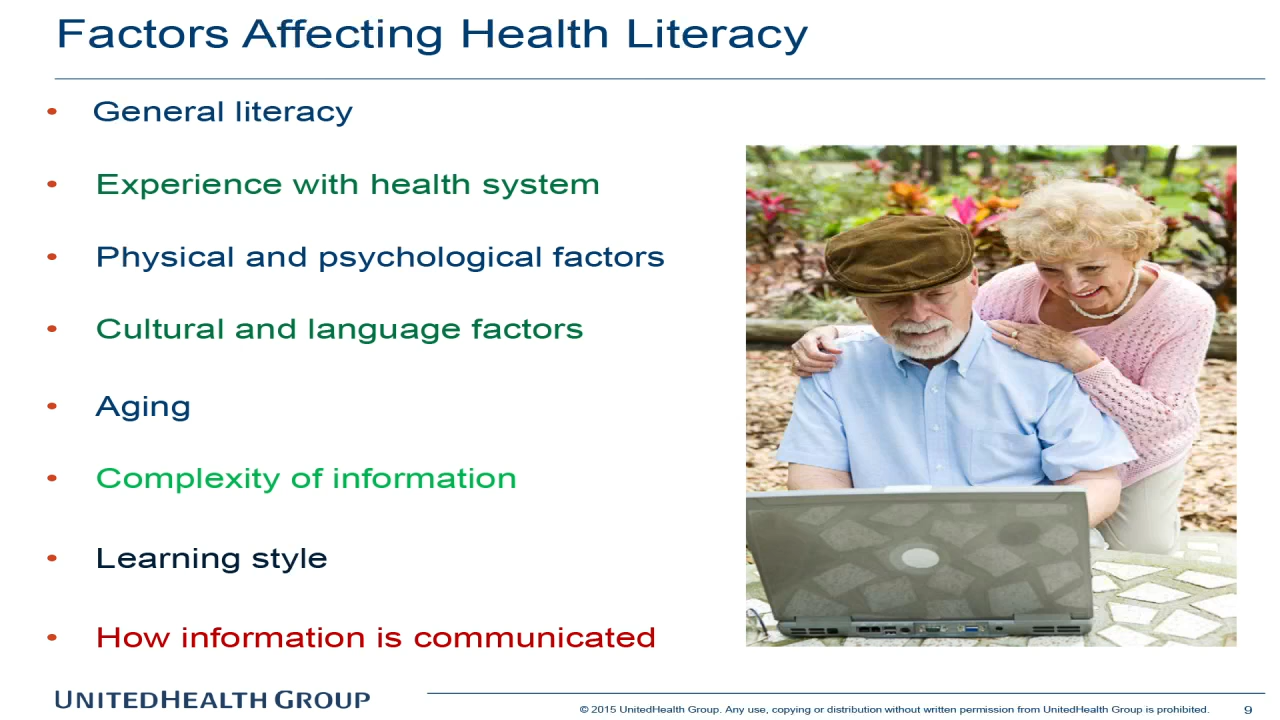 Factors Affecting Health Literacy
• General literacy
• Experience with health system
• Physical and psychological factors
• Cultural and language factors
• Aging
• Complexity of information
• Learning style
• How information is communicated
UNITEDHEALTH GROUP
© 2015 UnitedHealth Group. Any use, copying or distribution without written permission from UnitedHealth Group is prohibited. 9